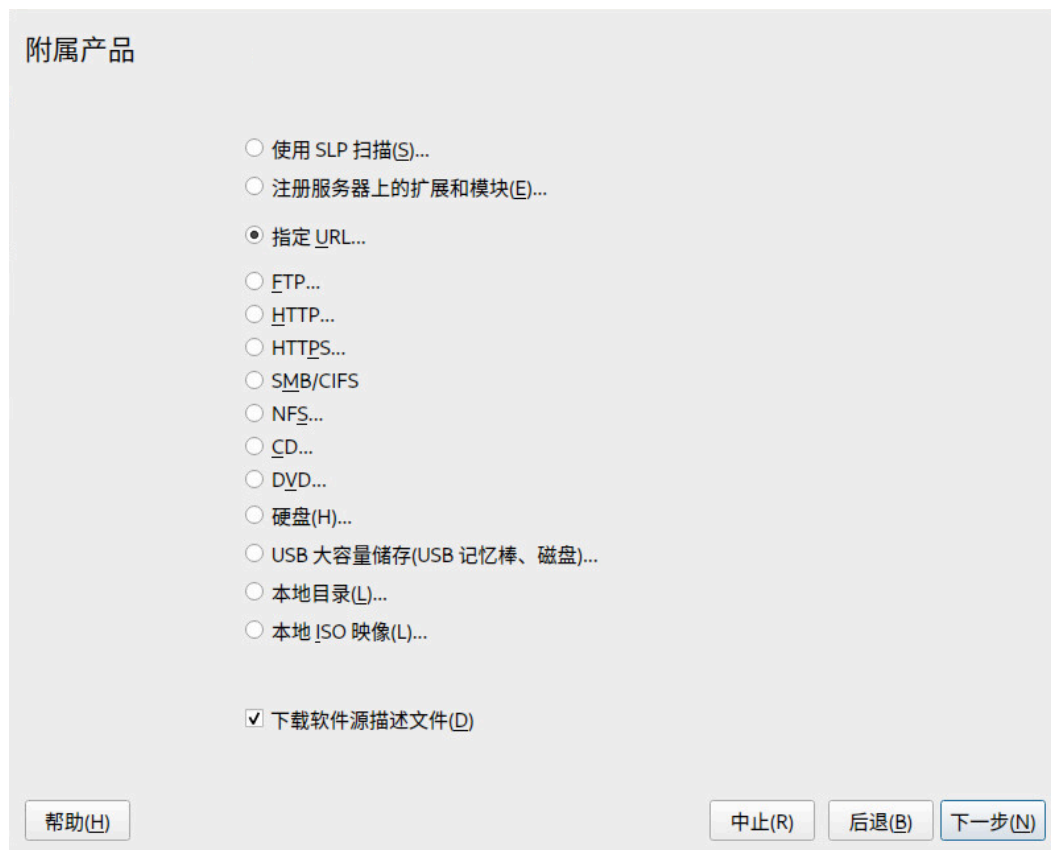 附属产品
使用 SLP 扫描(S)...
注册服务器上的扩展和模块(E)...
指定 URL...
FTP...
HTTP...
HTTPS...
SMB/CIFS
NFS...
CD...
DVD...
硬盘(H)...
USB 大容量储存(USB 记忆棒、磁盘)...
本地目录(L)...
本地 ISO 映像(L)...
下载软件源描述文件(D)
帮助(H) 中止(R) 后退(B) 下一步(N)